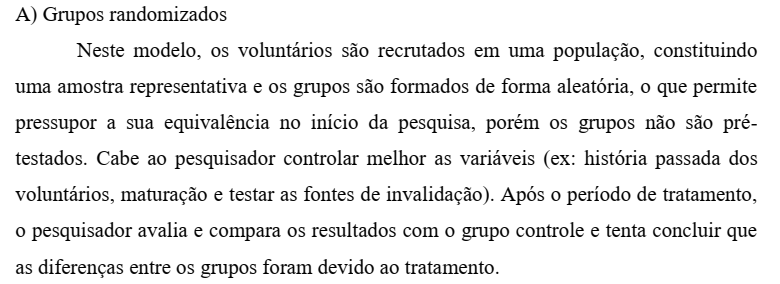 A) Grupos randomizados
Neste modelo, os voluntários são recrutados em uma população, constituindo
uma amostra representativa e os grupos são formados de forma aleatória, o que permite
pressupor a sua equivalência no início da pesquisa, porém os grupos não são pré-
testados. Cabe ao pesquisador controlar melhor as variáveis (ex: história passada dos
voluntários, maturação e testar as fontes de invalidação). Após o período de tratamento,
o pesquisador avalia e compara os resultados com o grupo controle e tenta concluir que
as diferenças entre os grupos foram devido ao tratamento.